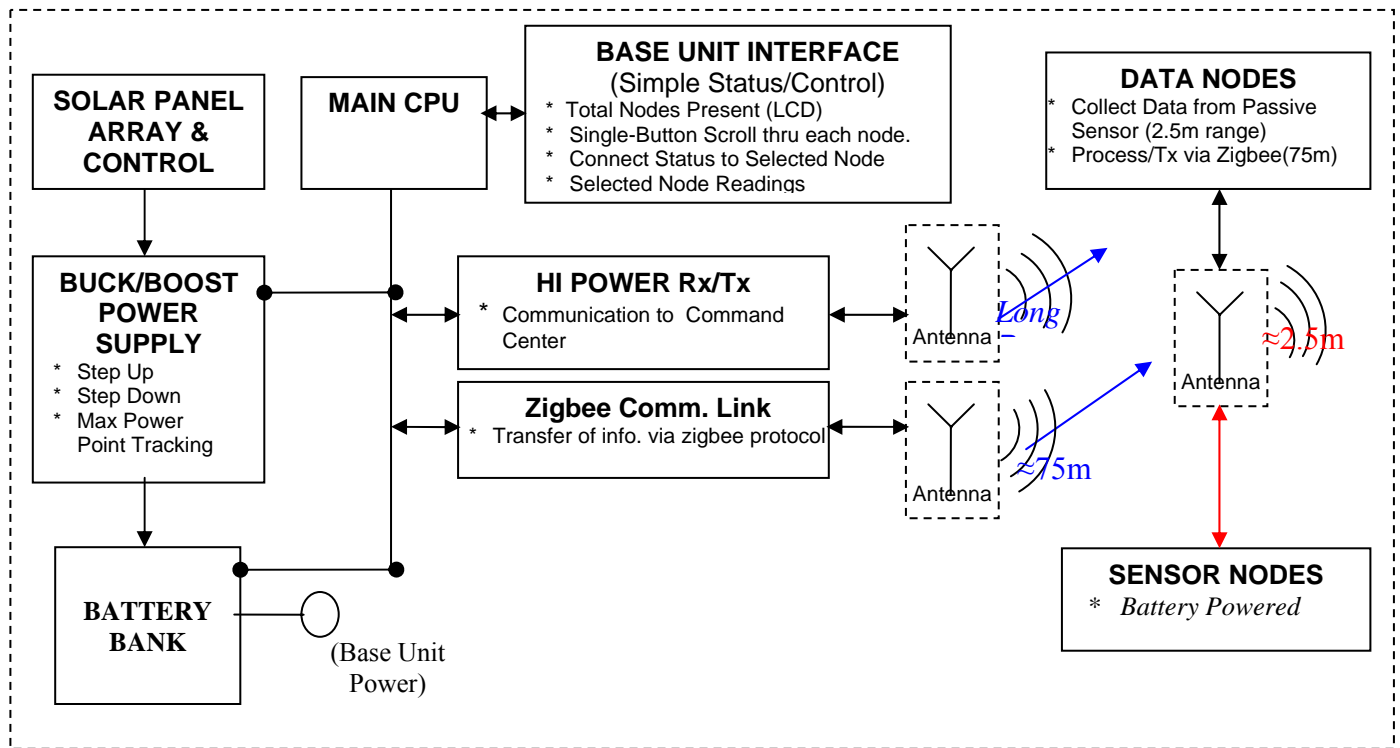 SOLAR PANEL
ARRAY &
CONTROL
MAIN CPU
BASE UNIT INTERFACE
(Simple Status/Control)
* Total Nodes Present (LCD)
* Single-Button Scroll thru each node.
* Connect Status to Selected Node
* Selected Node Readings
DATA NODES
* Collect Data from Passive
Sensor (2.5m range)
* Process/Tx via Zigbee(75m)
BUCK/BOOST
POWER
SUPPLY
* Step Up
* Step Down
* Max Power
Point Tracking
HI POWER Rx/Tx
* Communication to Command
Center
Antenna
Long
Zigbee Comm. Link
* Transfer of info. via zigbee protocol
Antenna
≈75m
Antenna
≈2.5m
BATTERY
BANK
(Base Unit
Power)
SENSOR NODES
* Battery Powered